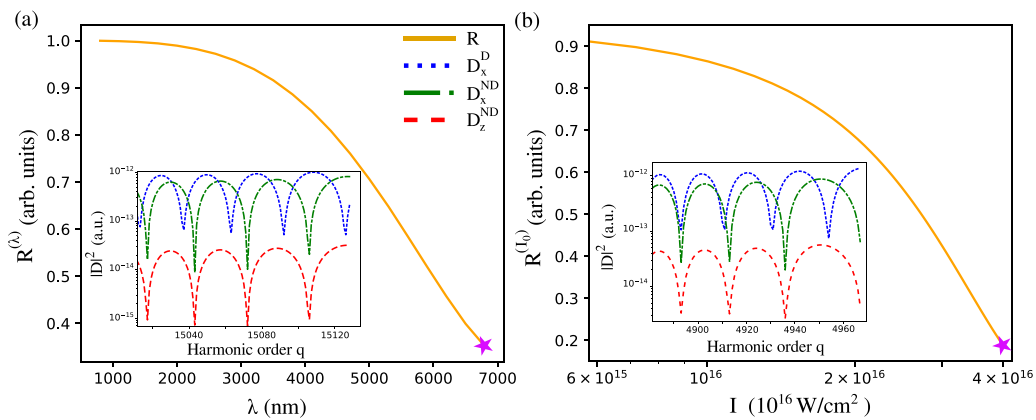 (a)
R^(λ) (arb. units)
1.0
0.9
0.8
0.7
0.6
0.5
0.4
R
D_x^D
D_x^ND
D_z^ND
|D|^2 (a.u.)
10^-12
10^-13
10^-14
10^-15
15040 15080 15120
Harmonic order q
1000 2000 3000 4000 5000 6000 7000
λ (nm)
(b)
R^(I_0) (arb. units)
0.9
0.8
0.7
0.6
0.5
0.4
0.3
0.2
|D|^2 (a.u.)
10^-12
10^-13
10^-14
4900 4920 4940 4960
Harmonic order q
6 × 10^15 10^16 2 × 10^16 4 × 10^16
I (10^16 W/cm^2)